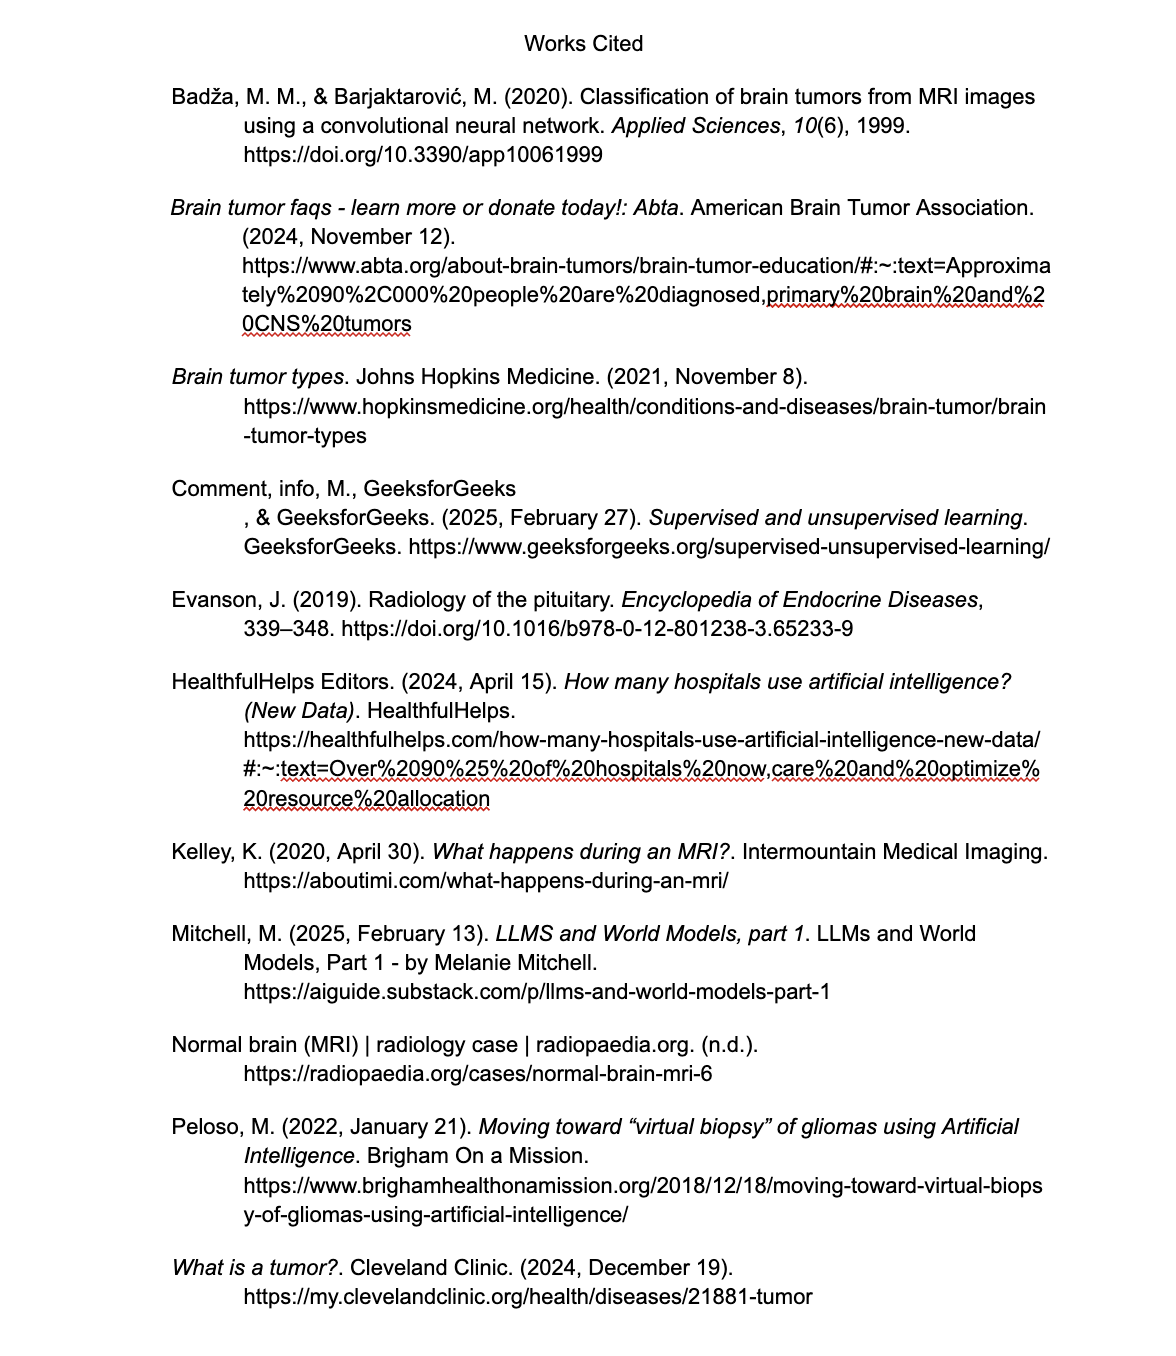 Works Cited
Badža, M. M., & Barjaktarović, M. (2020). Classification of brain tumors from MRI images
using a convolutional neural network. Applied Sciences, 10(6), 1999.
https://doi.org/10.3390/app10061999
Brain tumor faqs - learn more or donate today!: Abta. American Brain Tumor Association.
(2024, November 12).
https://www.abta.org/about-brain-tumors/brain-tumor-education/#:~:text=Approxima
tely%2090%2C000%20people%20are%20diagnosed,primary%20brain%20and%2
0CNS%20tumors
Brain tumor types. Johns Hopkins Medicine. (2021, November 8).
https://www.hopkinsmedicine.org/health/conditions-and-diseases/brain-tumor/brain
-tumor-types
Comment, info, M., GeeksforGeeks
, & GeeksforGeeks. (2025, February 27). Supervised and unsupervised learning.
GeeksforGeeks. https://www.geeksforgeeks.org/supervised-unsupervised-learning/
Evanson, J. (2019). Radiology of the pituitary. Encyclopedia of Endocrine Diseases,
339–348. https://doi.org/10.1016/b978-0-12-801238-3.65233-9
HealthfulHelps Editors. (2024, April 15). How many hospitals use artificial intelligence?
(New Data). HealthfulHelps.
https://healthfulhelps.com/how-many-hospitals-use-artificial-intelligence-new-data/
#:~:text=Over%2090%25%20of%20hospitals%20now,care%20and%20optimize%
20resource%20allocation
Kelley, K. (2020, April 30). What happens during an MRI?. Intermountain Medical Imaging.
https://aboutimi.com/what-happens-during-an-mri/
Mitchell, M. (2025, February 13). LLMS and World Models, part 1. LLMs and World
Models, Part 1 - by Melanie Mitchell.
https://aiguide.substack.com/p/llms-and-world-models-part-1
Normal brain (MRI) | radiology case | radiopaedia.org. (n.d.).
https://radiopaedia.org/cases/normal-brain-mri-6
Peloso, M. (2022, January 21). Moving toward “virtual biopsy” of gliomas using Artificial
Intelligence. Brigham On a Mission.
https://www.brighamhealthonamission.org/2018/12/18/moving-toward-virtual-biops
y-of-gliomas-using-artificial-intelligence/
What is a tumor?. Cleveland Clinic. (2024, December 19).
https://my.clevelandclinic.org/health/diseases/21881-tumor